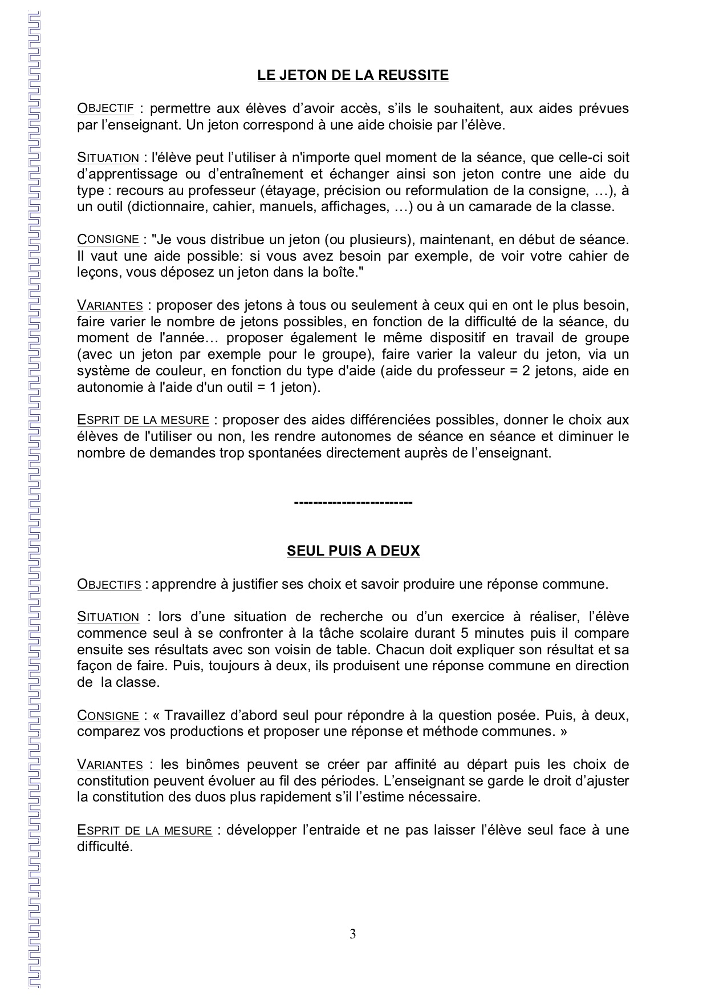 LE JETON DE LA REUSSITE
OBJECTIF : permettre aux élèves d’avoir accès, s’ils le souhaitent, aux aides prévues
par l’enseignant. Un jeton correspond à une aide choisie par l’élève.
SITUATION : l'élève peut l’utiliser à n'importe quel moment de la séance, que celle-ci soit
d’apprentissage ou d’entraînement et échanger ainsi son jeton contre une aide du
type : recours au professeur (étayage, précision ou reformulation de la consigne, …), à
un outil (dictionnaire, cahier, manuels, affichages, …) ou à un camarade de la classe.
CONSIGNE : "Je vous distribue un jeton (ou plusieurs), maintenant, en début de séance.
Il vaut une aide possible: si vous avez besoin par exemple, de voir votre cahier de
leçons, vous déposez un jeton dans la boîte."
VARIANTES : proposer des jetons à tous ou seulement à ceux qui en ont le plus besoin,
faire varier le nombre de jetons possibles, en fonction de la difficulté de la séance, du
moment de l'année… proposer également le même dispositif en travail de groupe
(avec un jeton par exemple pour le groupe), faire varier la valeur du jeton, via un
système de couleur, en fonction du type d'aide (aide du professeur = 2 jetons, aide en
autonomie à l'aide d'un outil = 1 jeton).
ESPRIT DE LA MESURE : proposer des aides différenciées possibles, donner le choix aux
élèves de l'utiliser ou non, les rendre autonomes de séance en séance et diminuer le
nombre de demandes trop spontanées directement auprès de l’enseignant.
-------------------------
SEUL PUIS A DEUX
OBJECTIFS : apprendre à justifier ses choix et savoir produire une réponse commune.
SITUATION : lors d’une situation de recherche ou d’un exercice à réaliser, l’élève
commence seul à se confronter à la tâche scolaire durant 5 minutes puis il compare
ensuite ses résultats avec son voisin de table. Chacun doit expliquer son résultat et sa
façon de faire. Puis, toujours à deux, ils produisent une réponse commune en direction
de  la classe.
CONSIGNE : « Travaillez d’abord seul pour répondre à la question posée. Puis, à deux,
comparez vos productions et proposer une réponse et méthode communes. »
VARIANTES : les binômes peuvent se créer par affinité au départ puis les choix de
constitution peuvent évoluer au fil des périodes. L’enseignant se garde le droit d’ajuster
la constitution des duos plus rapidement s’il l’estime nécessaire.
ESPRIT DE LA MESURE : développer l’entraide et ne pas laisser l’élève seul face à une
difficulté.
3